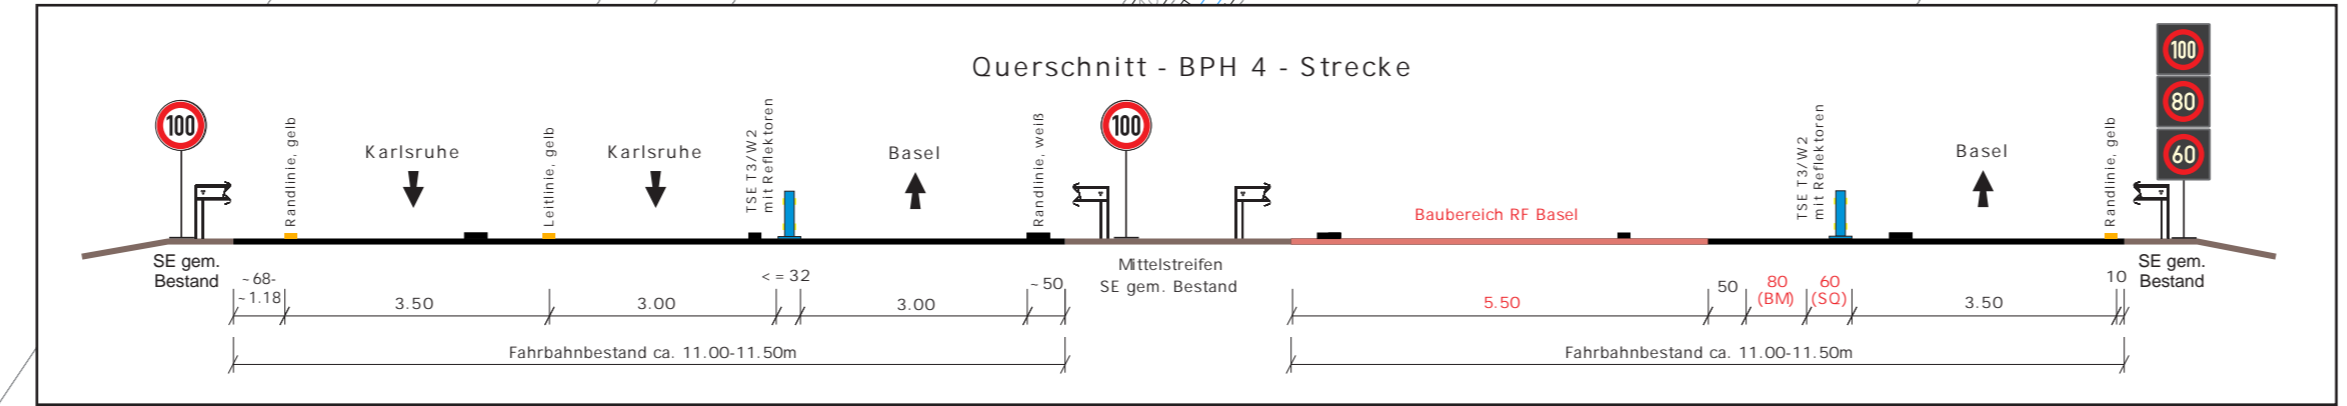 Querschnitt - BPH 4 - Strecke
100
100
100
80
60
Randlinie, gelb
Karlsruhe
Leitlinie, gelb
Karlsruhe
TSE T3/W2
mit Reflektoren
Basel
Randlinie, weiß
Baubereich RF Basel
TSE T3/W2
mit Reflektoren
Basel
Randlinie, gelb
SE gem.
Bestand
Mittelstreifen
SE gem. Bestand
SE gem.
Bestand
~68-
~1.18
3.50
3.00
<=32
3.00
~50
5.50
50
80
(BM)
60
(SQ)
3.50
10
Fahrbahnbestand ca. 11.00-11.50m
Fahrbahnbestand ca. 11.00-11.50m